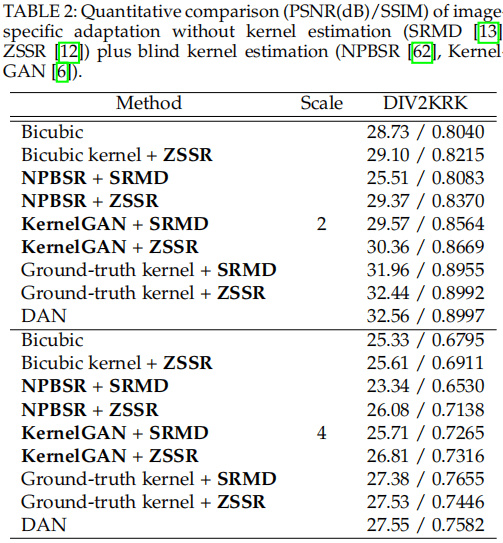 TABLE 2: Quantitative comparison (PSNR(dB)/SSIM) of image
specific adaptation without kernel estimation (SRMD [13]
ZSSR [12]) plus blind kernel estimation (NPBSR [62], Kernel
GAN [6]).
Method Scale DIV2KRK
Bicubic 28.73 / 0.8040
Bicubic kernel + ZSSR 29.10 / 0.8215
NPBSR + SRMD 25.51 / 0.8083
NPBSR + ZSSR 29.37 / 0.8370
KernelGAN + SRMD 2 29.57 / 0.8564
KernelGAN + ZSSR 30.36 / 0.8669
Ground-truth kernel + SRMD 31.96 / 0.8955
Ground-truth kernel + ZSSR 32.44 / 0.8992
DAN 32.56 / 0.8997
Bicubic 25.33 / 0.6795
Bicubic kernel + ZSSR 25.61 / 0.6911
NPBSR + SRMD 23.34 / 0.6530
NPBSR + ZSSR 26.08 / 0.7138
KernelGAN + SRMD 4 25.71 / 0.7265
KernelGAN + ZSSR 26.81 / 0.7316
Ground-truth kernel + SRMD 27.38 / 0.7655
Ground-truth kernel + ZSSR 27.53 / 0.7446
DAN 27.55 / 0.7582